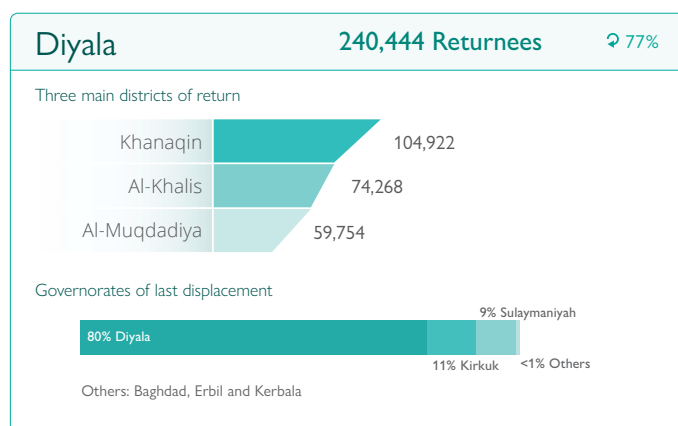 Diyala 240,444 Returnees 77%
Three main districts of return
Khanaqin 104,922
Al-Khalis 74,268
Al-Muqdadiya 59,754
Governorates of last displacement
9% Sulaymaniyah
80% Diyala
11% Kirkuk <1% Others
Others: Baghdad, Erbil and Kerbala